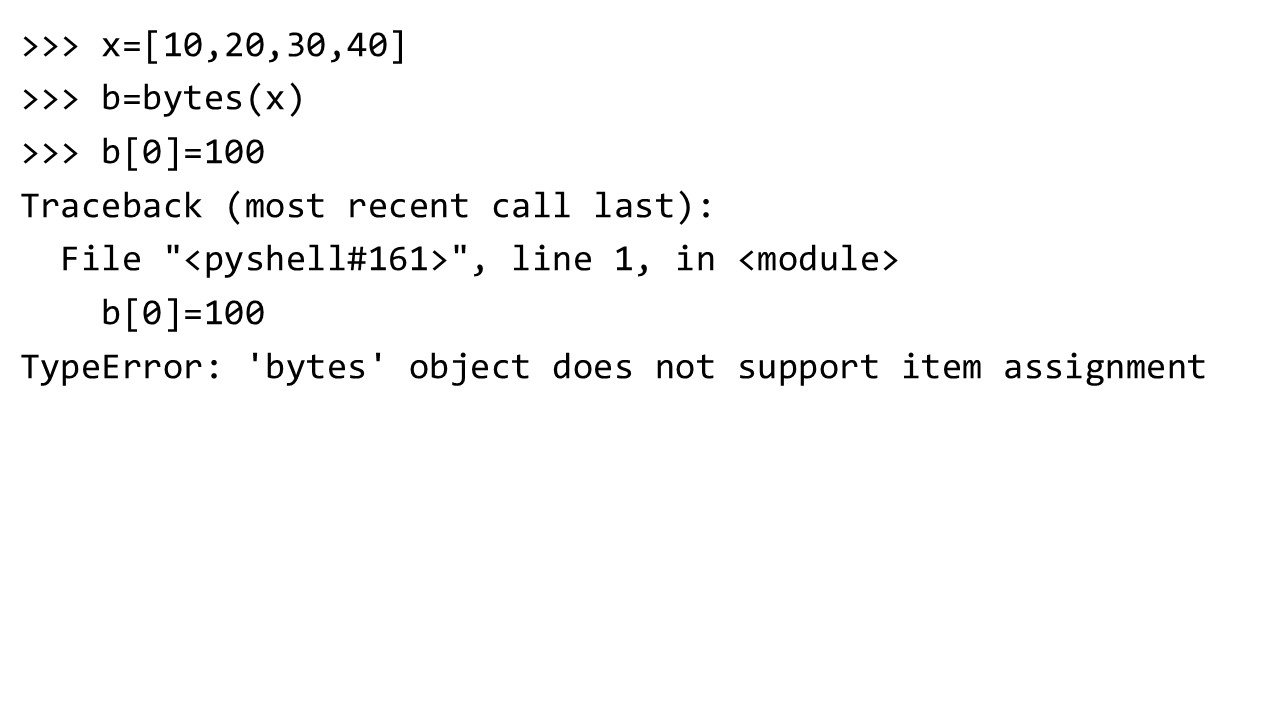 >>> x=[10,20,30,40]
>>> b=bytes(x)
>>> b[0]=100
Traceback (most recent call last):
  File "<pyshell#161>", line 1, in <module>
    b[0]=100
TypeError: 'bytes' object does not support item assignment